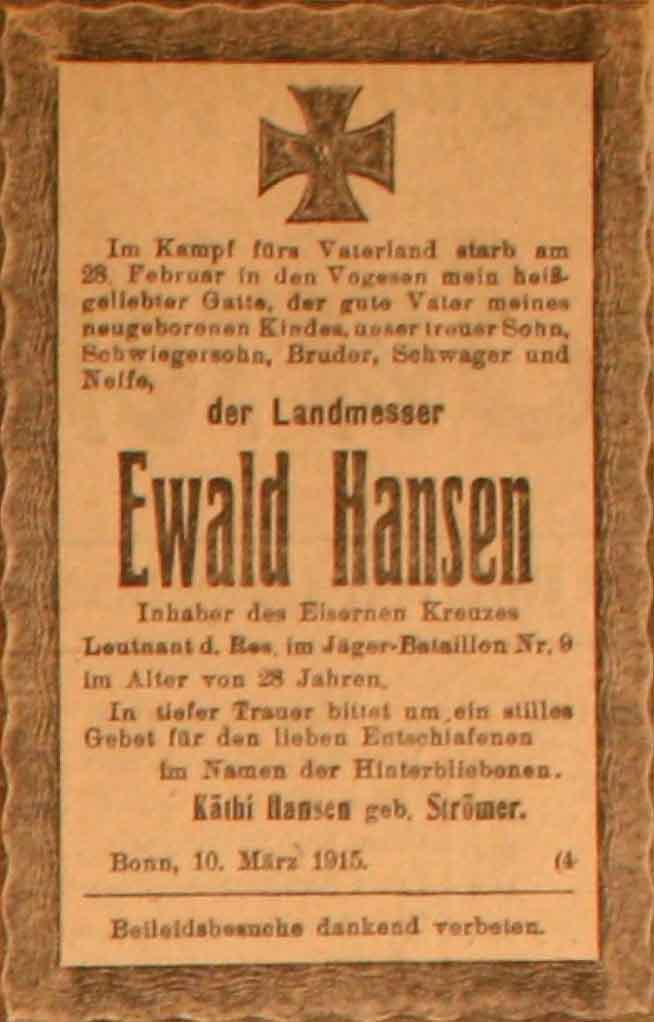 Im Kampf fürs Vaterland starb am
28. Februar in den Vogesen mein heiß-
geliebter Gatte, der gute Vater meines
neugeborenen Kindes, unser treuer Sohn,
Schwiegersohn, Bruder, Schwager und
Neffe,
der Landmesser
Ewald Hansen
Inhaber des Eisernen Kreuzes
Leutnant d. Res. im Jäger-Bataillon Nr. 9
im Alter von 28 Jahren.
In tiefer Trauer bittet um ein stilles
Gebet für den lieben Entschlafenen
im Namen der Hinterbliebenen.
Käthi Hansen geb. Strömer.
Bonn, 10. März 1915. (4
Beileidsbesuche dankend verbeten.